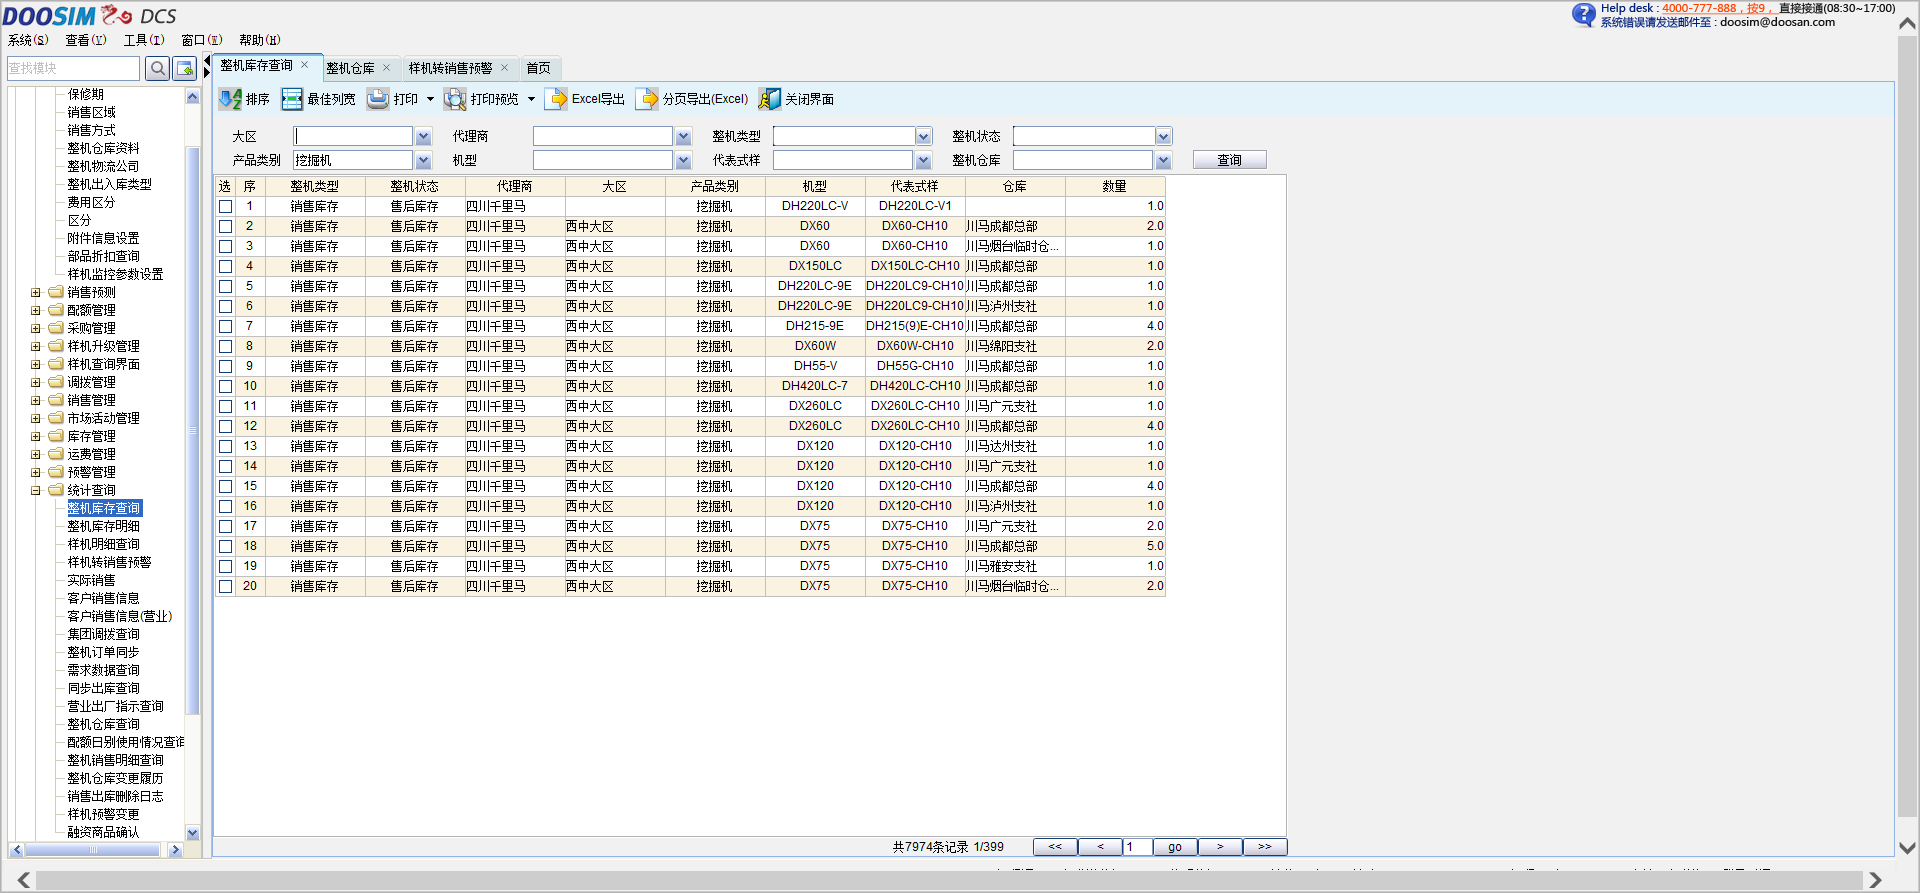 DOOSIM DCS
Help desk : 4000-777-888，按9， 直接接通(08:30~17:00)
系统错误请发送邮件至 : doosim@doosan.com
系统(S) 查看(V) 工具(I) 窗口(W) 帮助(H)
查找模块
整机库存查询 × 整机仓库 × 样机转销售预警 × 首页
排序 最佳列宽 打印 打印预览 Excel导出 分页导出(Excel) 关闭界面
大区 代理商 整机类型 整机状态
产品类别 挖掘机 机型 代表式样 整机仓库 查询
保修期
销售区域
销售方式
整机仓库资料
整机物流公司
整机出入库类型
费用区分
区分
附件信息设置
部品折扣查询
样机监控参数设置
销售预测
配额管理
采购管理
样机升级管理
样机查询界面
调拨管理
销售管理
市场活动管理
库存管理
运费管理
预警管理
统计查询
整机库存查询
整机库存明细
样机明细查询
样机转销售预警
实际销售
客户销售信息
客户销售信息(营业)
集团调拨查询
整机订单同步
需求数据查询
同步出库查询
营业出厂指示查询
整机仓库查询
配额日别使用情况查询
整机销售明细查询
整机仓库变更履历
销售出库删除日志
样机预警变更
融资商品确认
选 序 整机类型 整机状态 代理商 大区 产品类别 机型 代表式样 仓库 数量
1 销售库存 售后库存 四川千里马 挖掘机 DH220LC-V DH220LC-V1 1.0
2 销售库存 售后库存 四川千里马 西中大区 挖掘机 DX60 DX60-CH10 川马成都总部 2.0
3 销售库存 售后库存 四川千里马 西中大区 挖掘机 DX60 DX60-CH10 川马烟台临时仓... 1.0
4 销售库存 售后库存 四川千里马 西中大区 挖掘机 DX150LC DX150LC-CH10 川马成都总部 1.0
5 销售库存 售后库存 四川千里马 西中大区 挖掘机 DH220LC-9E DH220LC9-CH10 川马成都总部 1.0
6 销售库存 售后库存 四川千里马 西中大区 挖掘机 DH220LC-9E DH220LC9-CH10 川马泸州支社 1.0
7 销售库存 售后库存 四川千里马 西中大区 挖掘机 DH215-9E DH215(9)E-CH10 川马成都总部 4.0
8 销售库存 售后库存 四川千里马 西中大区 挖掘机 DX60W DX60W-CH10 川马绵阳支社 2.0
9 销售库存 售后库存 四川千里马 西中大区 挖掘机 DH55-V DH55G-CH10 川马成都总部 1.0
10 销售库存 售后库存 四川千里马 西中大区 挖掘机 DH420LC-7 DH420LC-CH10 川马成都总部 1.0
11 销售库存 售后库存 四川千里马 西中大区 挖掘机 DX260LC DX260LC-CH10 川马广元支社 1.0
12 销售库存 售后库存 四川千里马 西中大区 挖掘机 DX260LC DX260LC-CH10 川马成都总部 4.0
13 销售库存 售后库存 四川千里马 西中大区 挖掘机 DX120 DX120-CH10 川马达州支社 1.0
14 销售库存 售后库存 四川千里马 西中大区 挖掘机 DX120 DX120-CH10 川马广元支社 1.0
15 销售库存 售后库存 四川千里马 西中大区 挖掘机 DX120 DX120-CH10 川马成都总部 4.0
16 销售库存 售后库存 四川千里马 西中大区 挖掘机 DX120 DX120-CH10 川马泸州支社 1.0
17 销售库存 售后库存 四川千里马 西中大区 挖掘机 DX75 DX75-CH10 川马广元支社 2.0
18 销售库存 售后库存 四川千里马 西中大区 挖掘机 DX75 DX75-CH10 川马成都总部 5.0
19 销售库存 售后库存 四川千里马 西中大区 挖掘机 DX75 DX75-CH10 川马雅安支社 1.0
20 销售库存 售后库存 四川千里马 西中大区 挖掘机 DX75 DX75-CH10 川马烟台临时仓... 2.0
共7974条记录 1/399 << < 1 go > >>